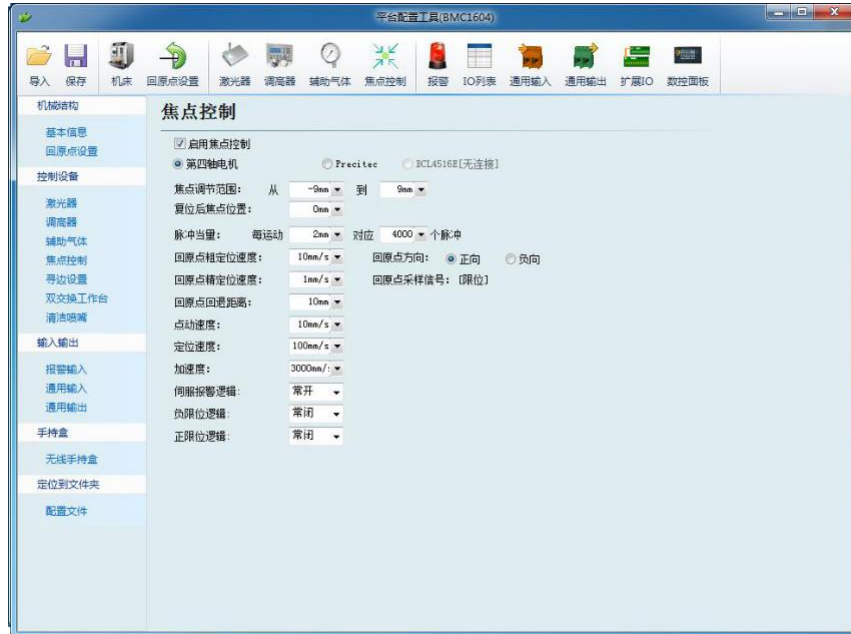 平台配置工具(BMC1604)
导入 保存 机床 回原点设置 激光器 调高器 辅助气体 焦点控制 报警 IO列表 通用输入 通用输出 扩展IO 数控面板
机械结构
基本信息
回原点设置
控制设备
激光器
调高器
辅助气体
焦点控制
寻边设置
双交换工作台
清洁喷嘴
输入输出
报警输入
通用输入
通用输出
手持盒
无线手持盒
定位到文件夹
配置文件
焦点控制
启用焦点控制
第四轴电机 Precitec BCL4516E[无连接]
焦点调节范围: 从 -9mm 到 9mm
复位后焦点位置: 0mm
脉冲当量: 每运动 2mm 对应 4000 个脉冲
回原点粗定位速度: 10mm/s 回原点方向: 正向 负向
回原点精定位速度: 1mm/s 回原点采样信号: [限位]
回原点回退距离: 10mm
点动速度: 10mm/s
定位速度: 100mm/s
加速度: 3000mm/:
伺服报警逻辑: 常开
负限位逻辑: 常闭
正限位逻辑: 常闭